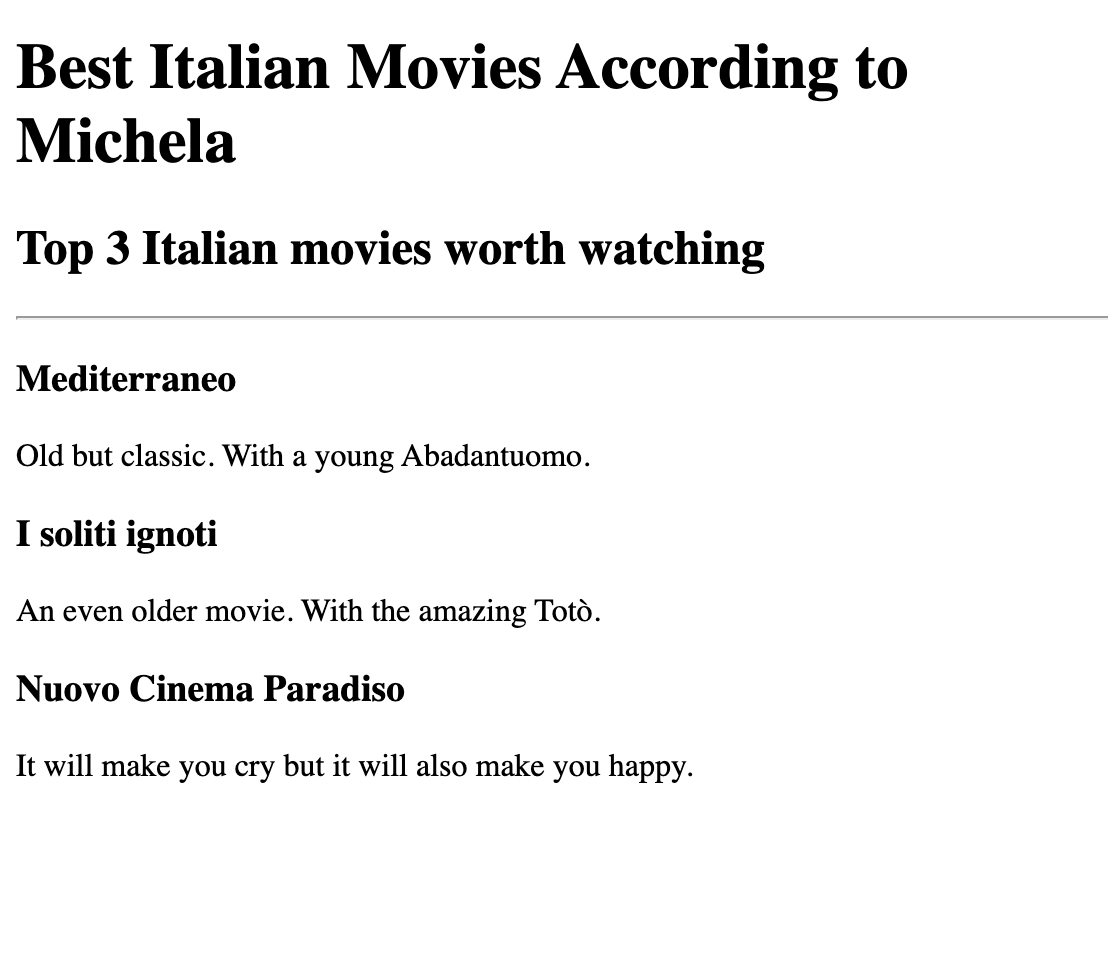 Best Italian Movies According to
Michela
Top 3 Italian movies worth watching
Mediterraneo
Old but classic. With a young Abadantuomo.
I soliti ignoti
An even older movie. With the amazing Totò.
Nuovo Cinema Paradiso
It will make you cry but it will also make you happy.